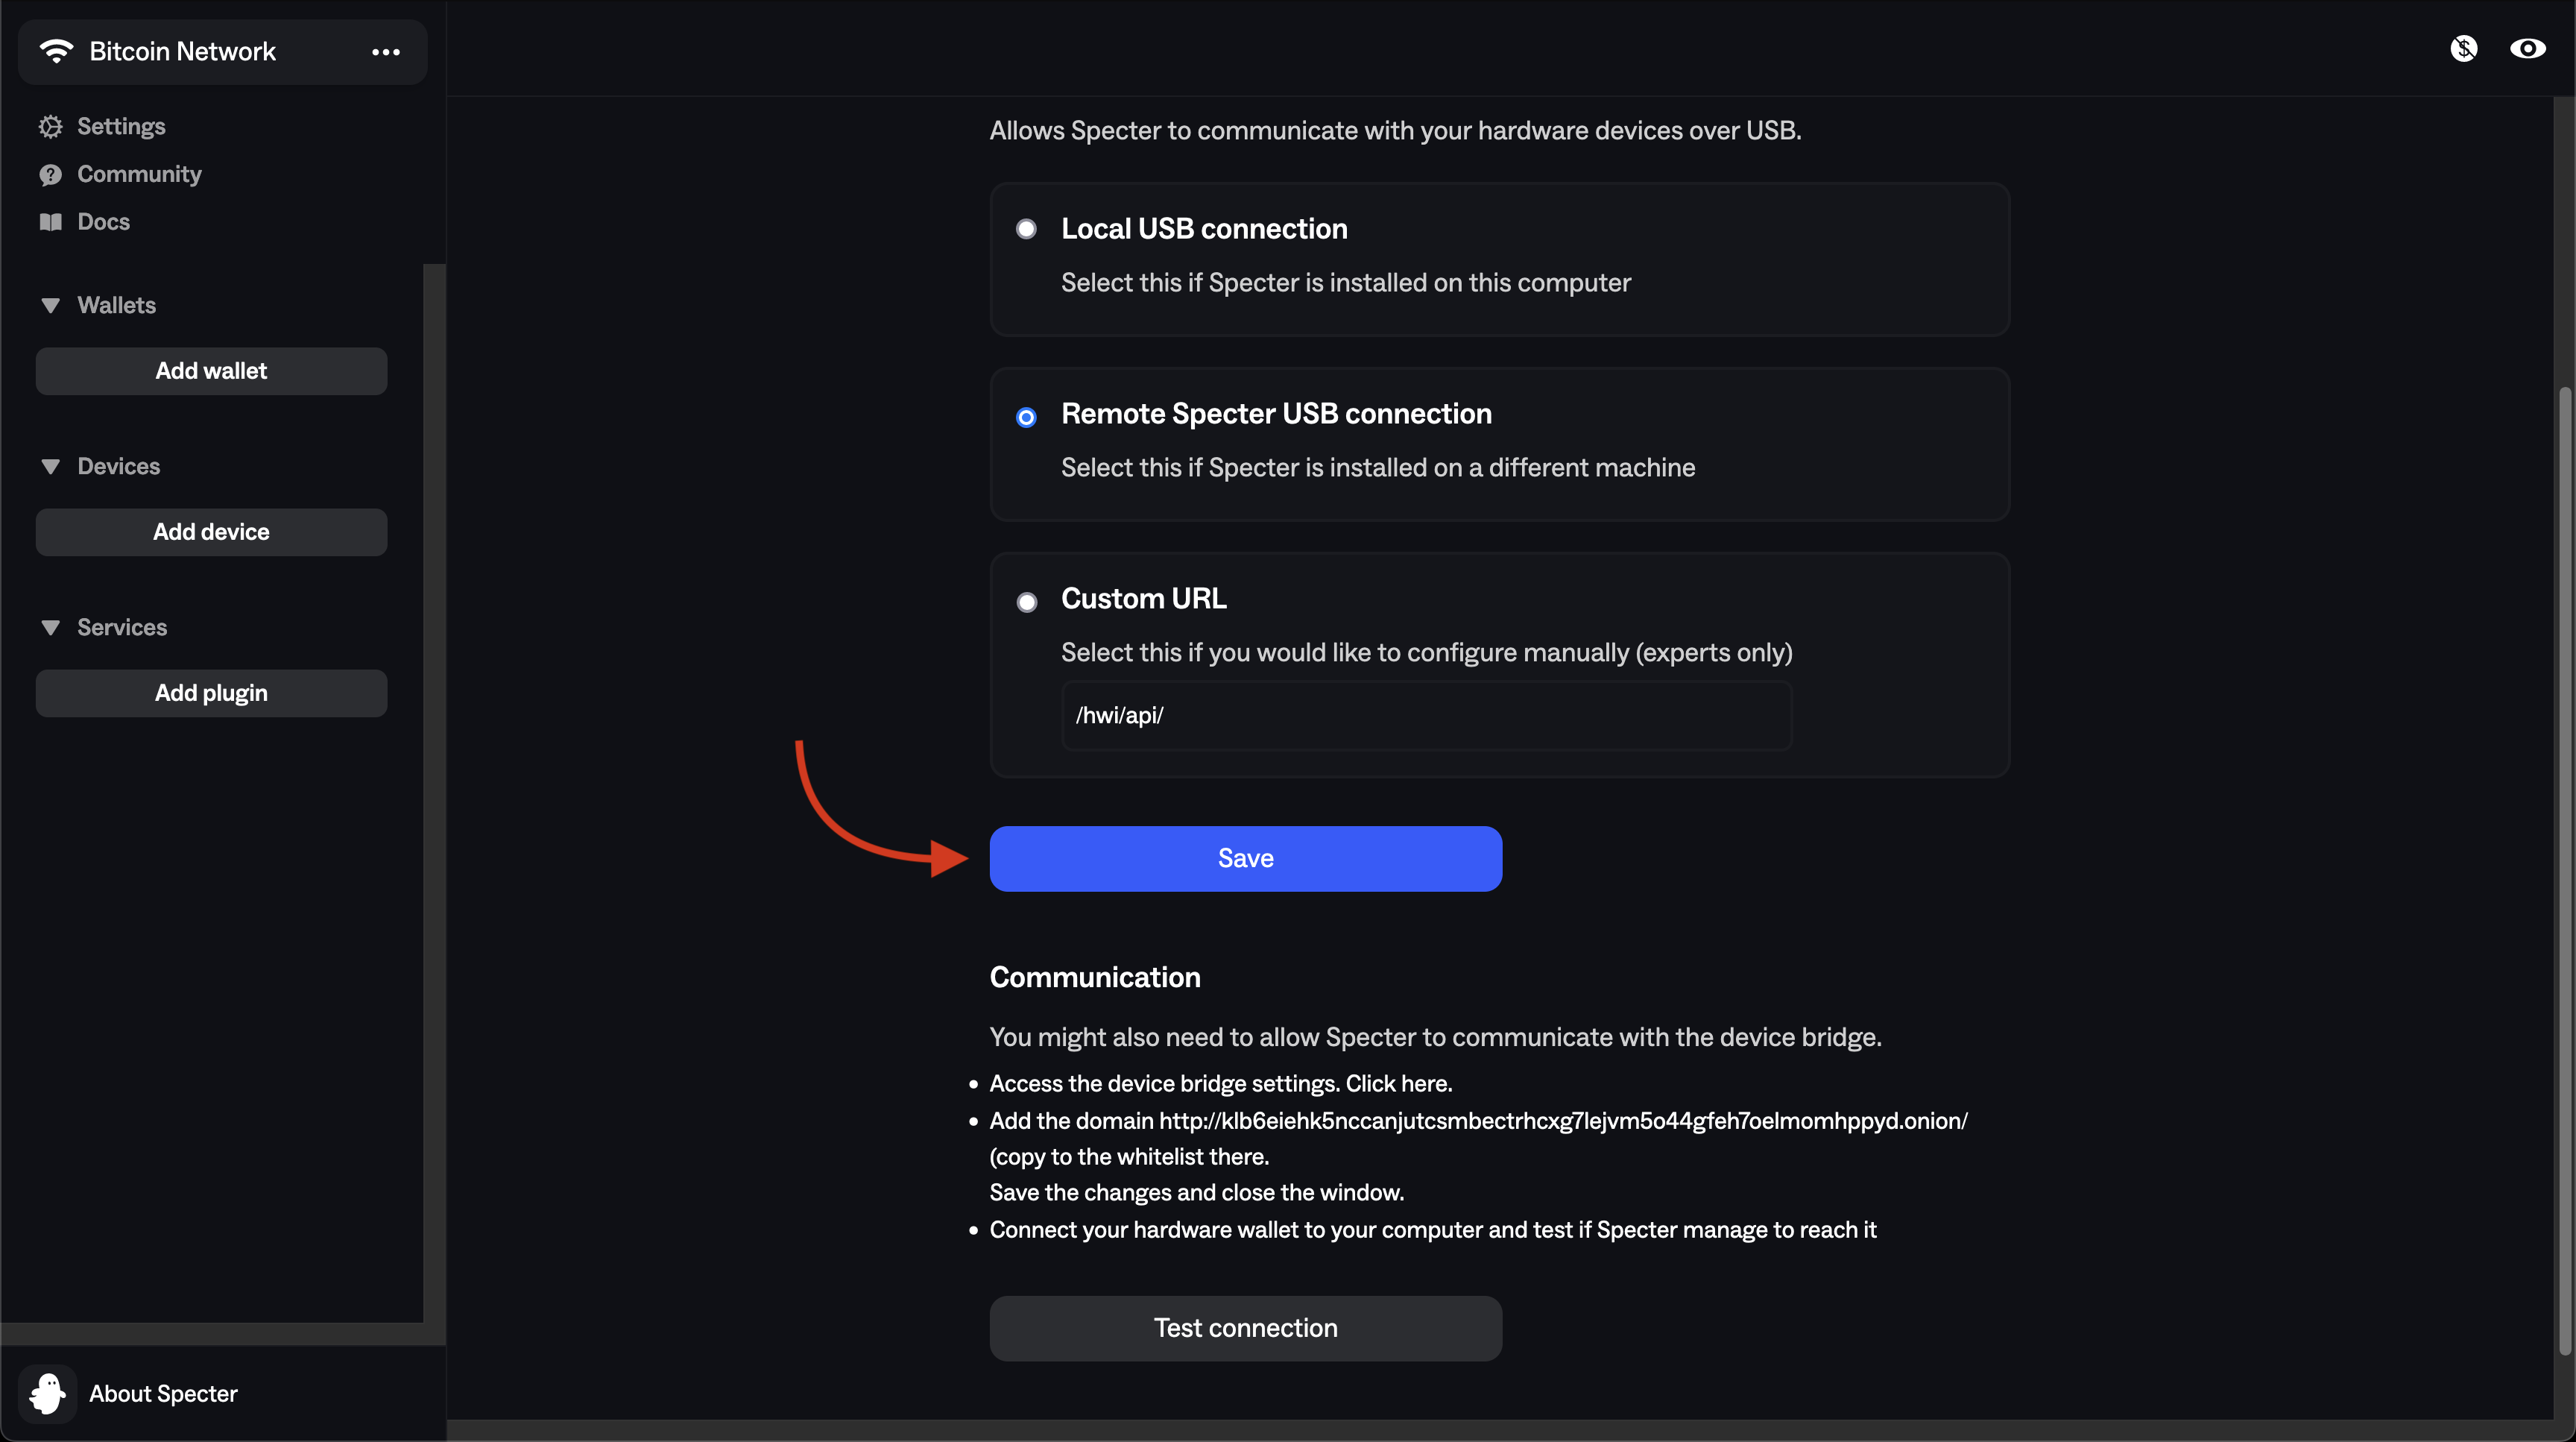 Bitcoin Network
Settings
Community
Docs
Wallets
Add wallet
Devices
Add device
Services
Add plugin
About Specter
Allows Specter to communicate with your hardware devices over USB.
Local USB connection
Select this if Specter is installed on this computer
Remote Specter USB connection
Select this if Specter is installed on a different machine
Custom URL
Select this if you would like to configure manually (experts only)
/hwi/api/
Save
Communication
You might also need to allow Specter to communicate with the device bridge.
Access the device bridge settings. Click here.
Add the domain http://klb6eiehk5nccanjutcsmbectrhcxg7lejvm5o44gfeh7oelmomhppyd.onion/
(copy to the whitelist there.
Save the changes and close the window.
Connect your hardware wallet to your computer and test if Specter manage to reach it
Test connection